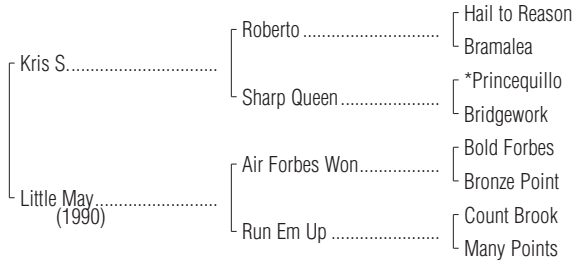 Hail to Reason
Roberto ................................
Bramalea
Kris S. ..................................
*Princequillo
Sharp Queen .......................
Bridgework
Bold Forbes
Air Forbes Won...................
Bronze Point
Little May............................
(1990)
Count Brook
Run Em Up .........................
Many Points